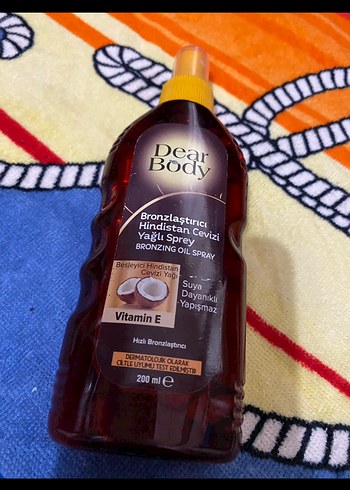 Dear
Body
Bronzlaştırıcı
Hindistan Cevizi
Yağlı Sprey
BRONZING OIL SPRAY
Besleyici Hindistan
Cevizi Yağı
Suya
Dayanıklı
Yapışmaz
Vitamin E
Hızlı Bronzlaştırıcı
DERMATOLOJİK OLARAK
CİLTLE UYUMU TEST EDİLMİŞTİR
200 ml e